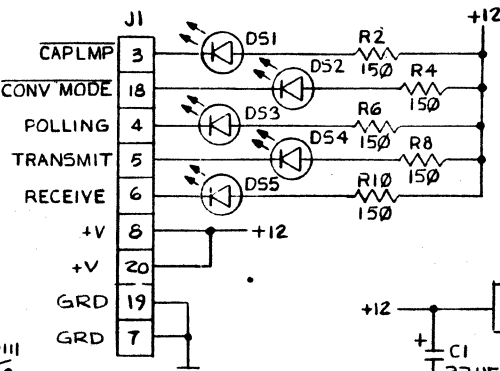 J1
+12
CAPLMP 3 DS1 R2 150
CONV MODE 18 DS2 R4 150
POLLING 4 DS3 R6 150
TRANSMIT 5 DS4 R8 150
RECEIVE 6 DS5 R10 150
+V 8 +12
+V 20
GRD 19 +12
GRD 7
+ C1